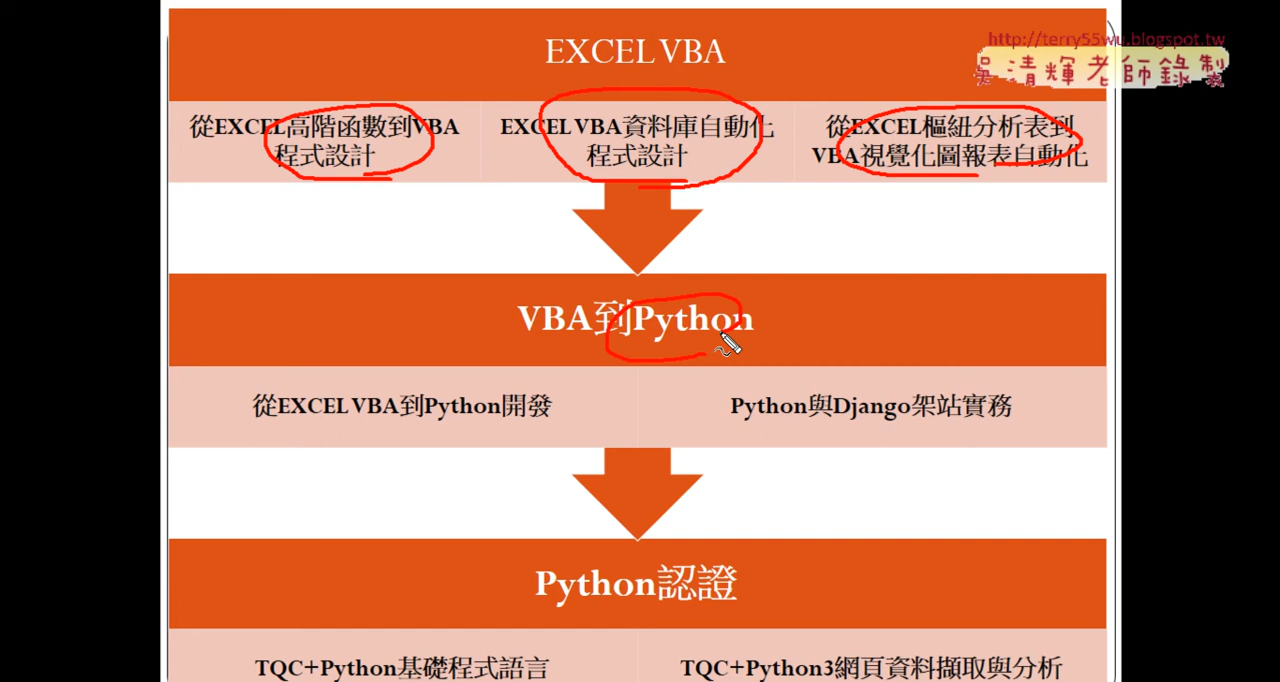 http://terry55wu.blogspot.tw
吳清輝老師錄製
EXCEL VBA
從EXCEL高階函數到VBA
程式設計
EXCEL VBA資料庫自動化
程式設計
從EXCEL樞紐分析表到
VBA視覺化圖報表自動化
VBA到Python
從EXCEL VBA到Python開發
Python與Django架站實務
Python認證
TQC+Python基礎程式語言
TQC+Python3網頁資料擷取與分析